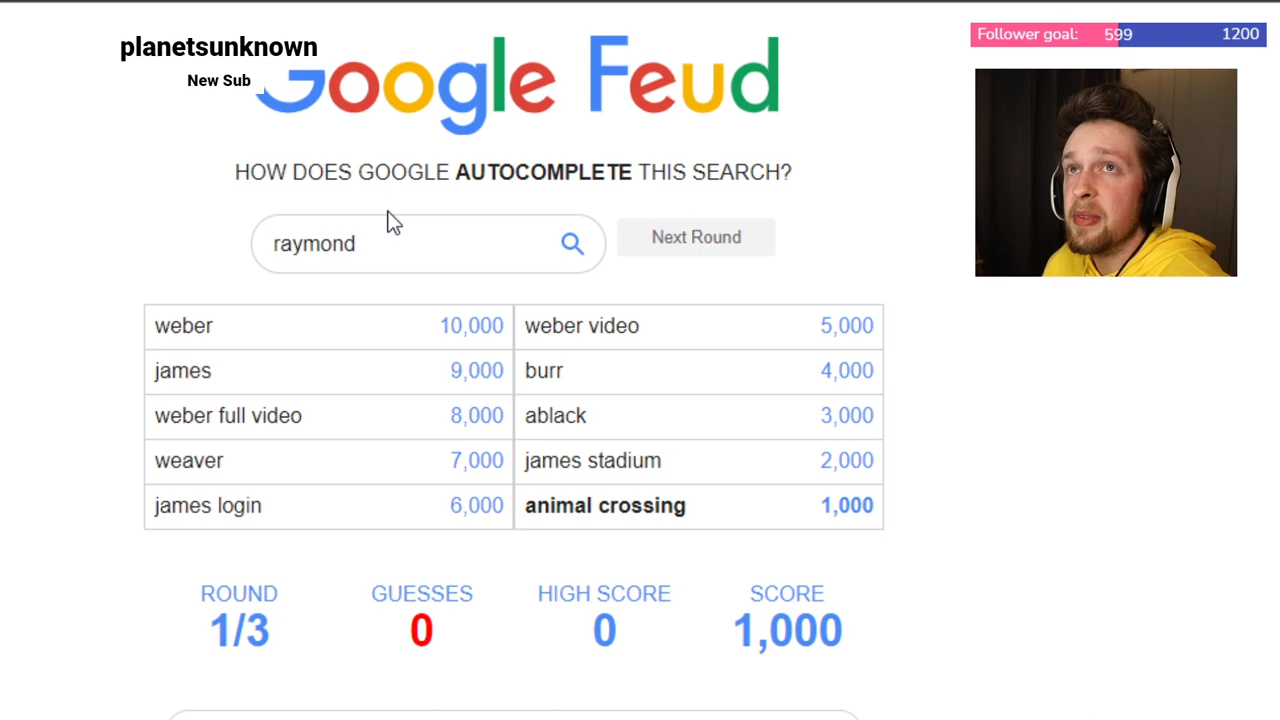 planetsunknown
New Sub
Google Feud
Follower goal: 599 1200
HOW DOES GOOGLE AUTOCOMPLETE THIS SEARCH?
raymond
Next Round
weber 10,000 weber video 5,000
james 9,000 burr 4,000
weber full video 8,000 ablack 3,000
weaver 7,000 james stadium 2,000
james login 6,000 animal crossing 1,000
ROUND GUESSES HIGH SCORE SCORE
1/3 0 0 1,000